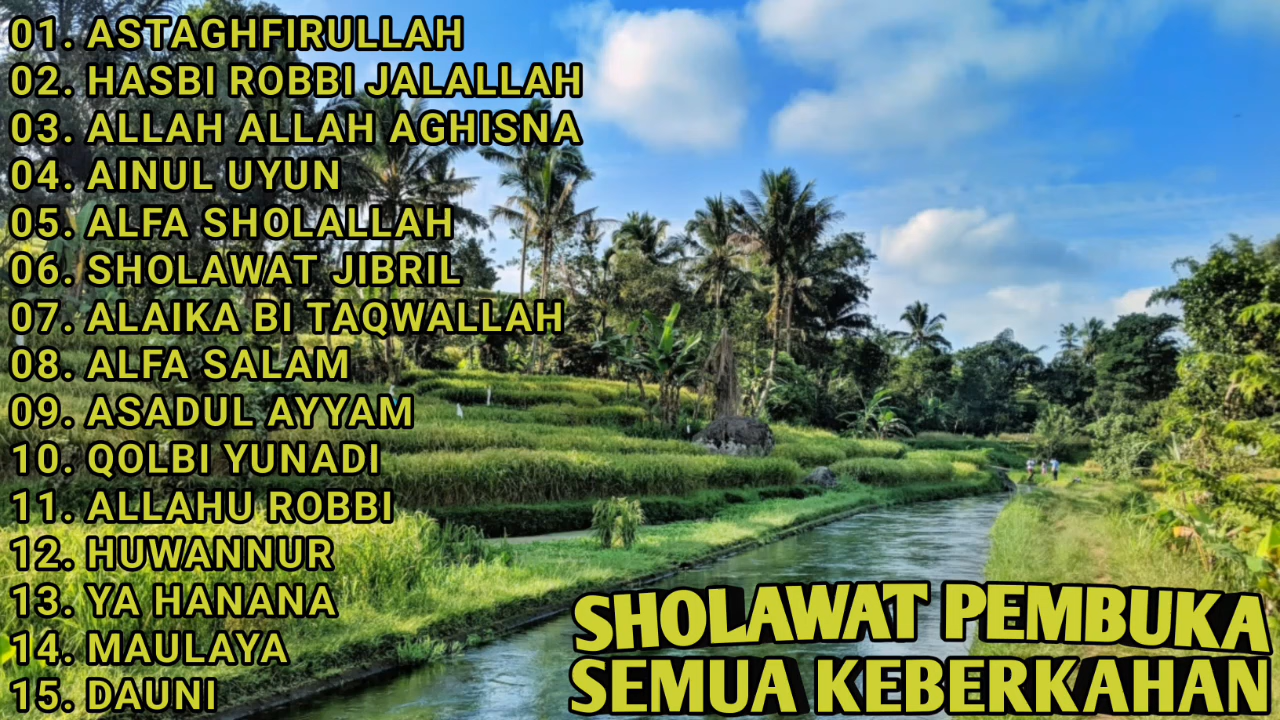 01. ASTAGHFIRULLAH
02. HASBI ROBBI JALALLAH
03. ALLAH ALLAH AGHISNA
04. AINUL UYUN
05. ALFA SHOLALLAH
06. SHOLAWAT JIBRIL
07. ALAIKA BI TAQWALLAH
08. ALFA SALAM
09. ASADUL AYYAM
10. QOLBI YUNADI
11. ALLAHU ROBBI
12. HUWANNUR
13. YA HANANA
14. MAULAYA
15. DAUNI
SHOLAWAT PEMBUKA
SEMUA KEBERKAHAN